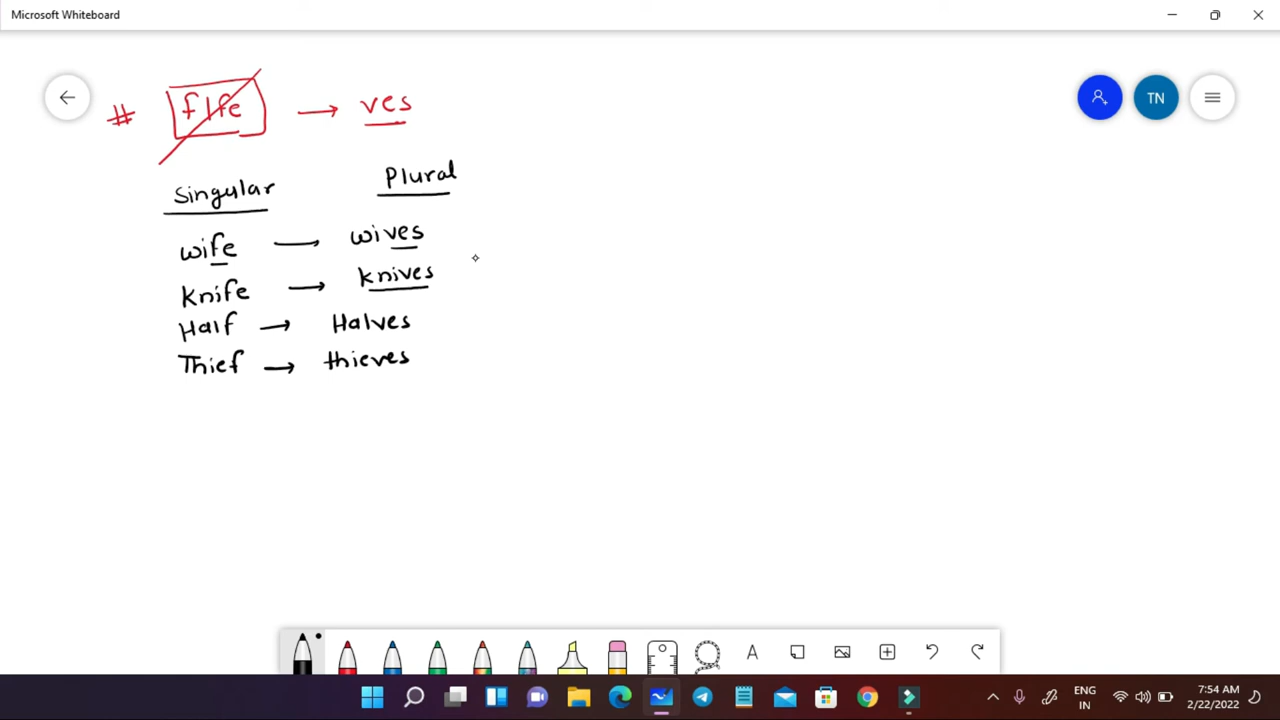 Microsoft Whiteboard
TN
# f/fe → ves
Singular Plural
wife → wives
Knife → knives
Half → Halves
Thief → thieves
A
ENG
IN
7:54 AM
2/22/2022